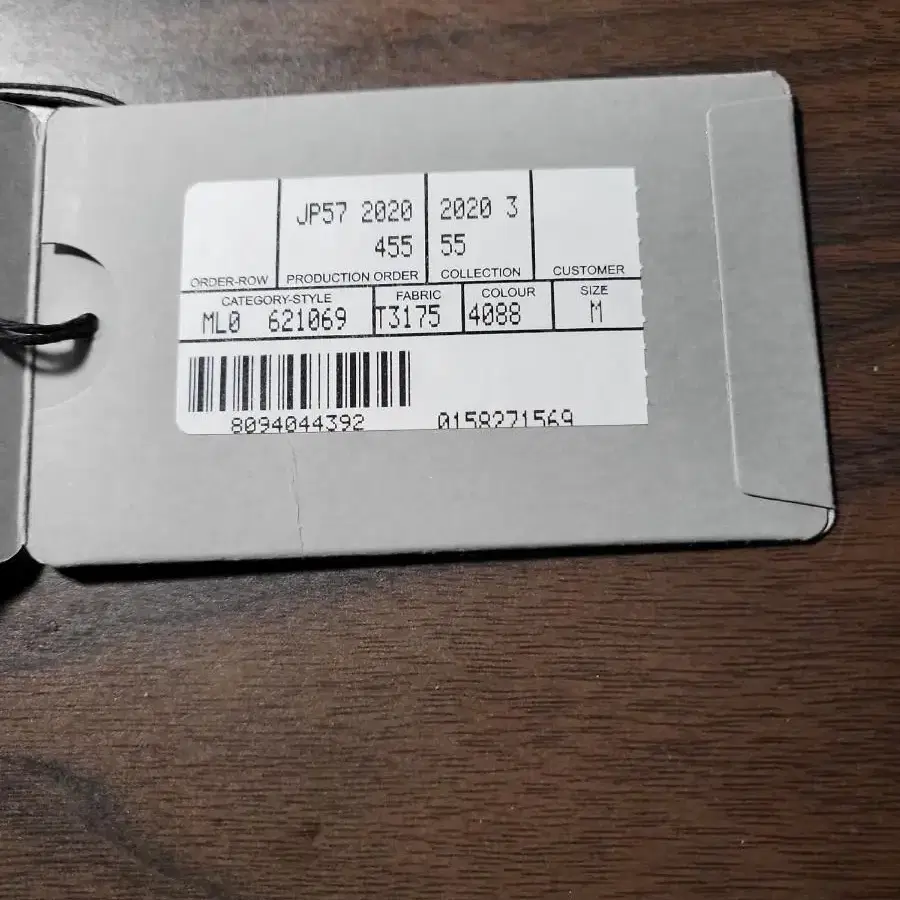 JP57 2020 2020 3
455 55
ORDER-ROW PRODUCTION ORDER COLLECTION CUSTOMER
CATEGORY-STYLE FABRIC COLOUR SIZE
ML0 621069 T3175 4088 M
8094044392 0158271569